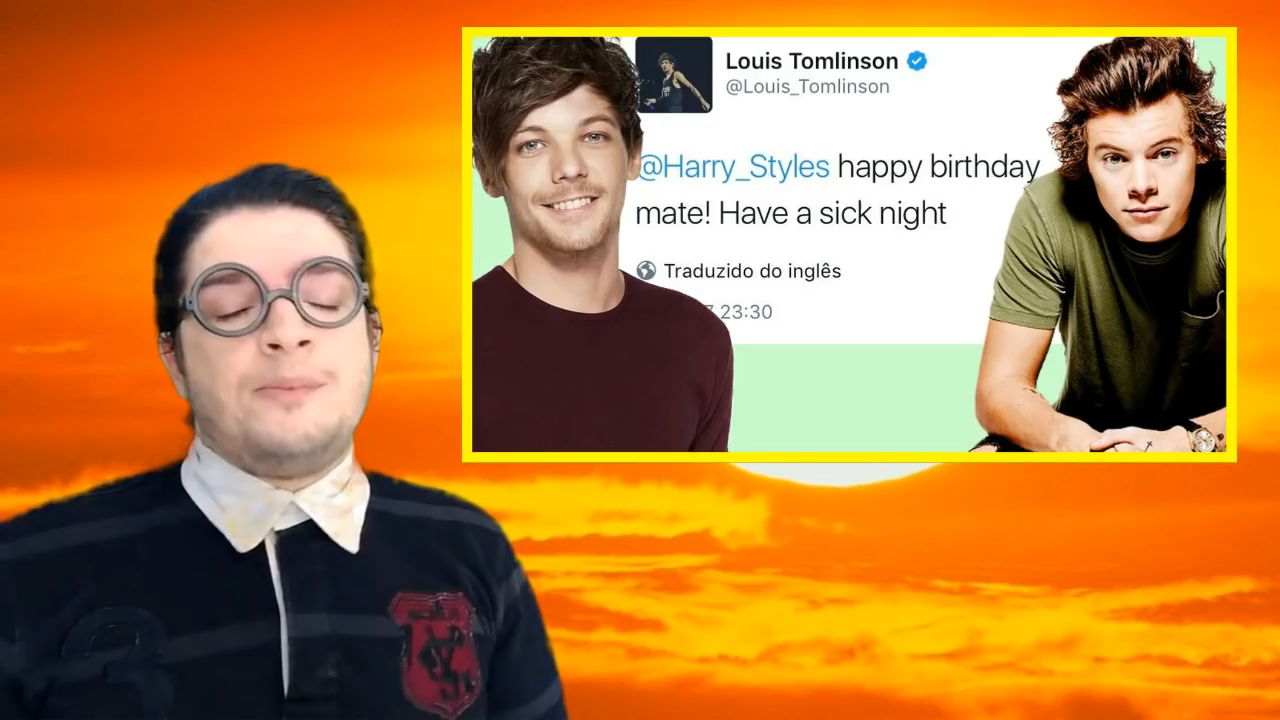 Louis Tomlinson
@Louis_Tomlinson
@Harry_Styles happy birthday
mate! Have a sick night
Traduzido do inglês
23:30